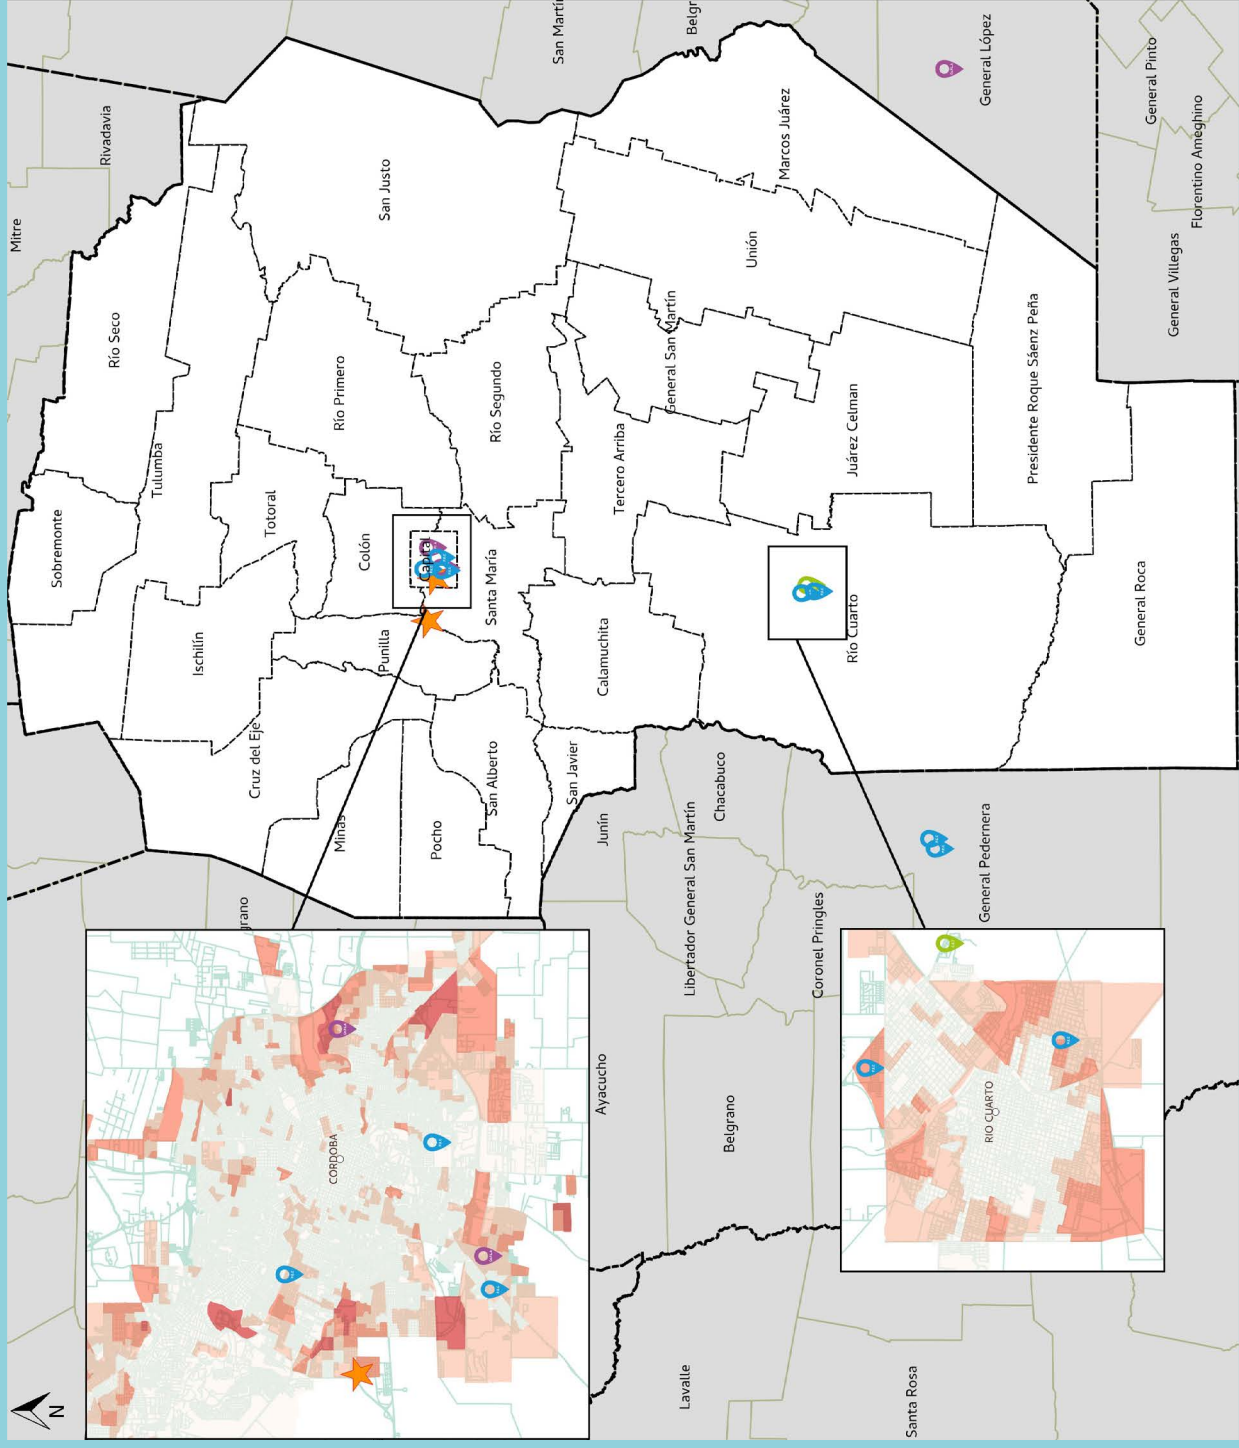 Mitre
Rivadavia
San Martín
Belgr
General López
General Pinto
Florentino Ameghino
General Villegas
Río Seco
San Justo
Marcos Juárez
Unión
General San Martín
Presidente Roque Sáenz Peña
Sobremonte
Tulumba
Totoral
Río Primero
Río Segundo
Tercero Arriba
Juárez Celman
Colón
Capital
Santa María
Ischilín
Punilla
Calamuchita
Río Cuarto
General Roca
Cruz del Eje
Minas
Pocho
San Alberto
San Javier
Junín
Chacabuco
Libertador General San Martín
General Pedernera
Coronel Pringles
grano
Ayacucho
Belgrano
Lavalle
Santa Rosa
CORDOBA
RIO CUARTO
N